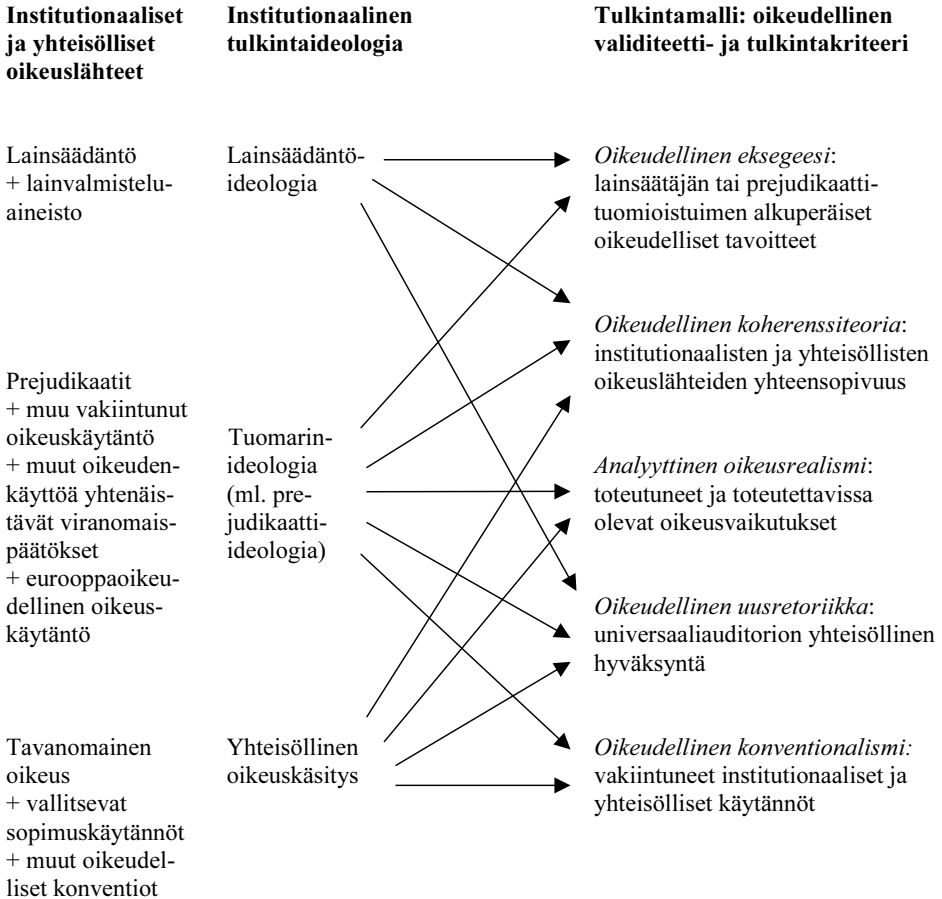 Institutionaaliset
ja yhteisölliset
oikeuslähteet
Institutionaalinen
tulkintaideologia
Tulkintamalli: oikeudellinen
validiteetti- ja tulkintakriteeri
Lainsäädäntö
+ lainvalmistelu-
aineisto
Lainsäädäntö-
ideologia
Oikeudellinen eksegeesi:
lainsäätäjän tai prejudikaatti-
tuomioistuimen alkuperäiset
oikeudelliset tavoitteet
Oikeudellinen koherenssiteoria:
institutionaalisten ja yhteisöllisten
oikeuslähteiden yhteensopivuus
Prejudikaatit
+ muu vakiintunut
oikeuskäytäntö
+ muut oikeuden-
käyttöä yhtenäis-
tävät viranomais-
päätökset
+ eurooppaoikeu-
dellinen oikeus-
käytäntö
Tuomarin-
ideologia
(ml. pre-
judikaatti-
ideologia)
Analyyttinen oikeusrealismi:
toteutuneet ja toteutettavissa
olevat oikeusvaikutukset
Oikeudellinen uusretoriikka:
universaaliauditorion yhteisöllinen
hyväksyntä
Tavanomainen
oikeus
+ vallitsevat
sopimuskäytännöt
+ muut oikeudel-
liset konventiot
Yhteisöllinen
oikeuskäsitys
Oikeudellinen konventionalismi:
vakiintuneet institutionaaliset ja
yhteisölliset käytännöt